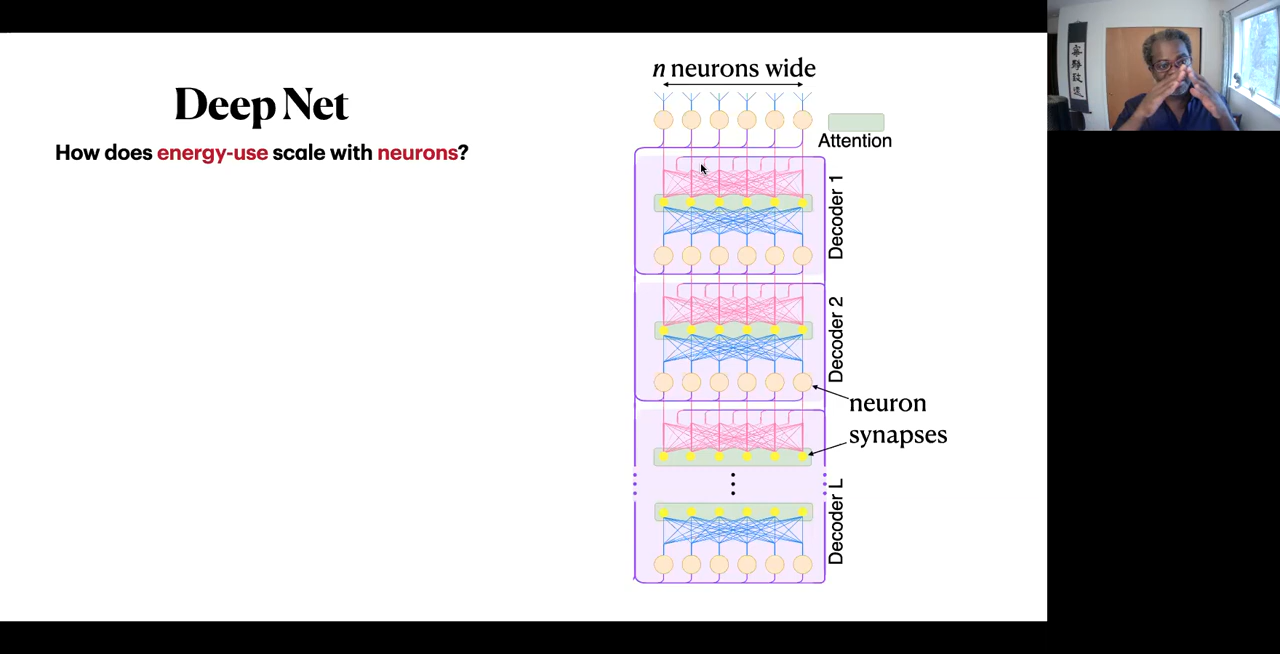 Deep Net
How does energy-use scale with neurons?
n neurons wide
Attention
Decoder 1
Decoder 2
neuron
synapses
Decoder L